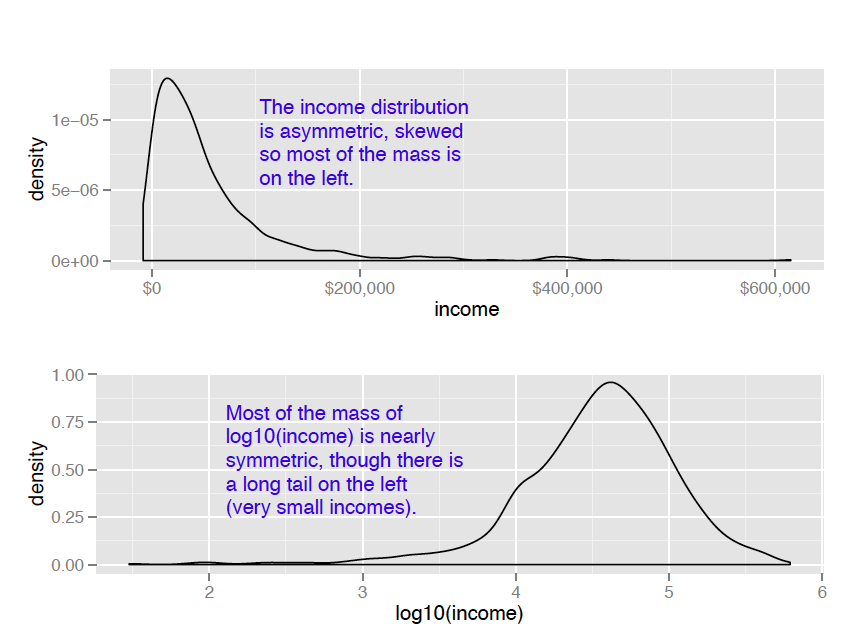 The income distribution
is asymmetric, skewed
so most of the mass is
on the left.
density
1e−05
5e−06
0e+00
$0 $200,000 $400,000 $600,000
income
Most of the mass of
log10(income) is nearly
symmetric, though there is
a long tail on the left
(very small incomes).
density
1.00
0.75
0.50
0.25
0.00
2 3 4 5 6
log10(income)